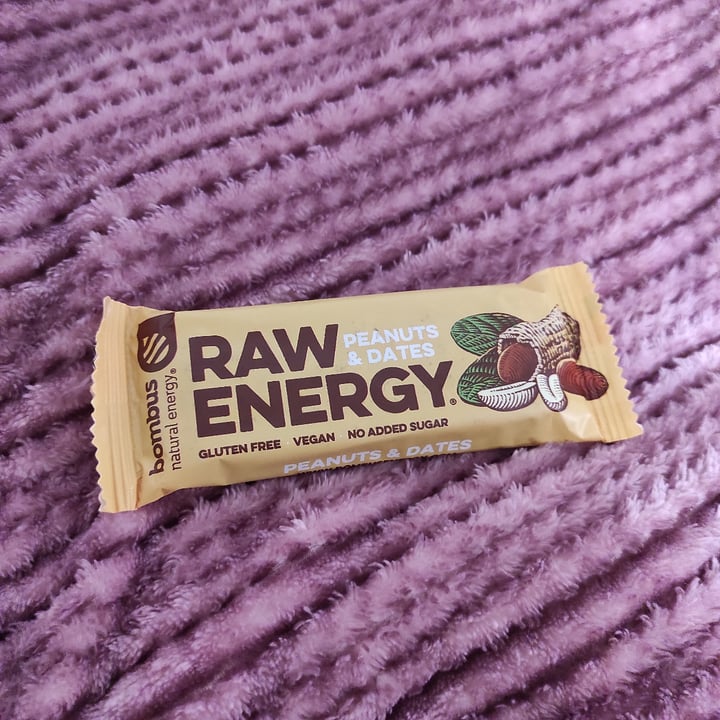 bombus
natural energy®
RAW
ENERGY®
PEANUTS
& DATES
GLUTEN FREE · VEGAN · NO ADDED SUGAR
PEANUTS & DATES